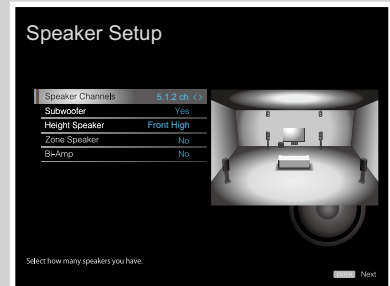 Speaker Setup
Speaker Channels 5.1.2 ch < >
Subwoofer Yes
Height Speaker Front High
Zone Speaker No
Bi-Amp No
Select how many speakers you have.
ENTER Next